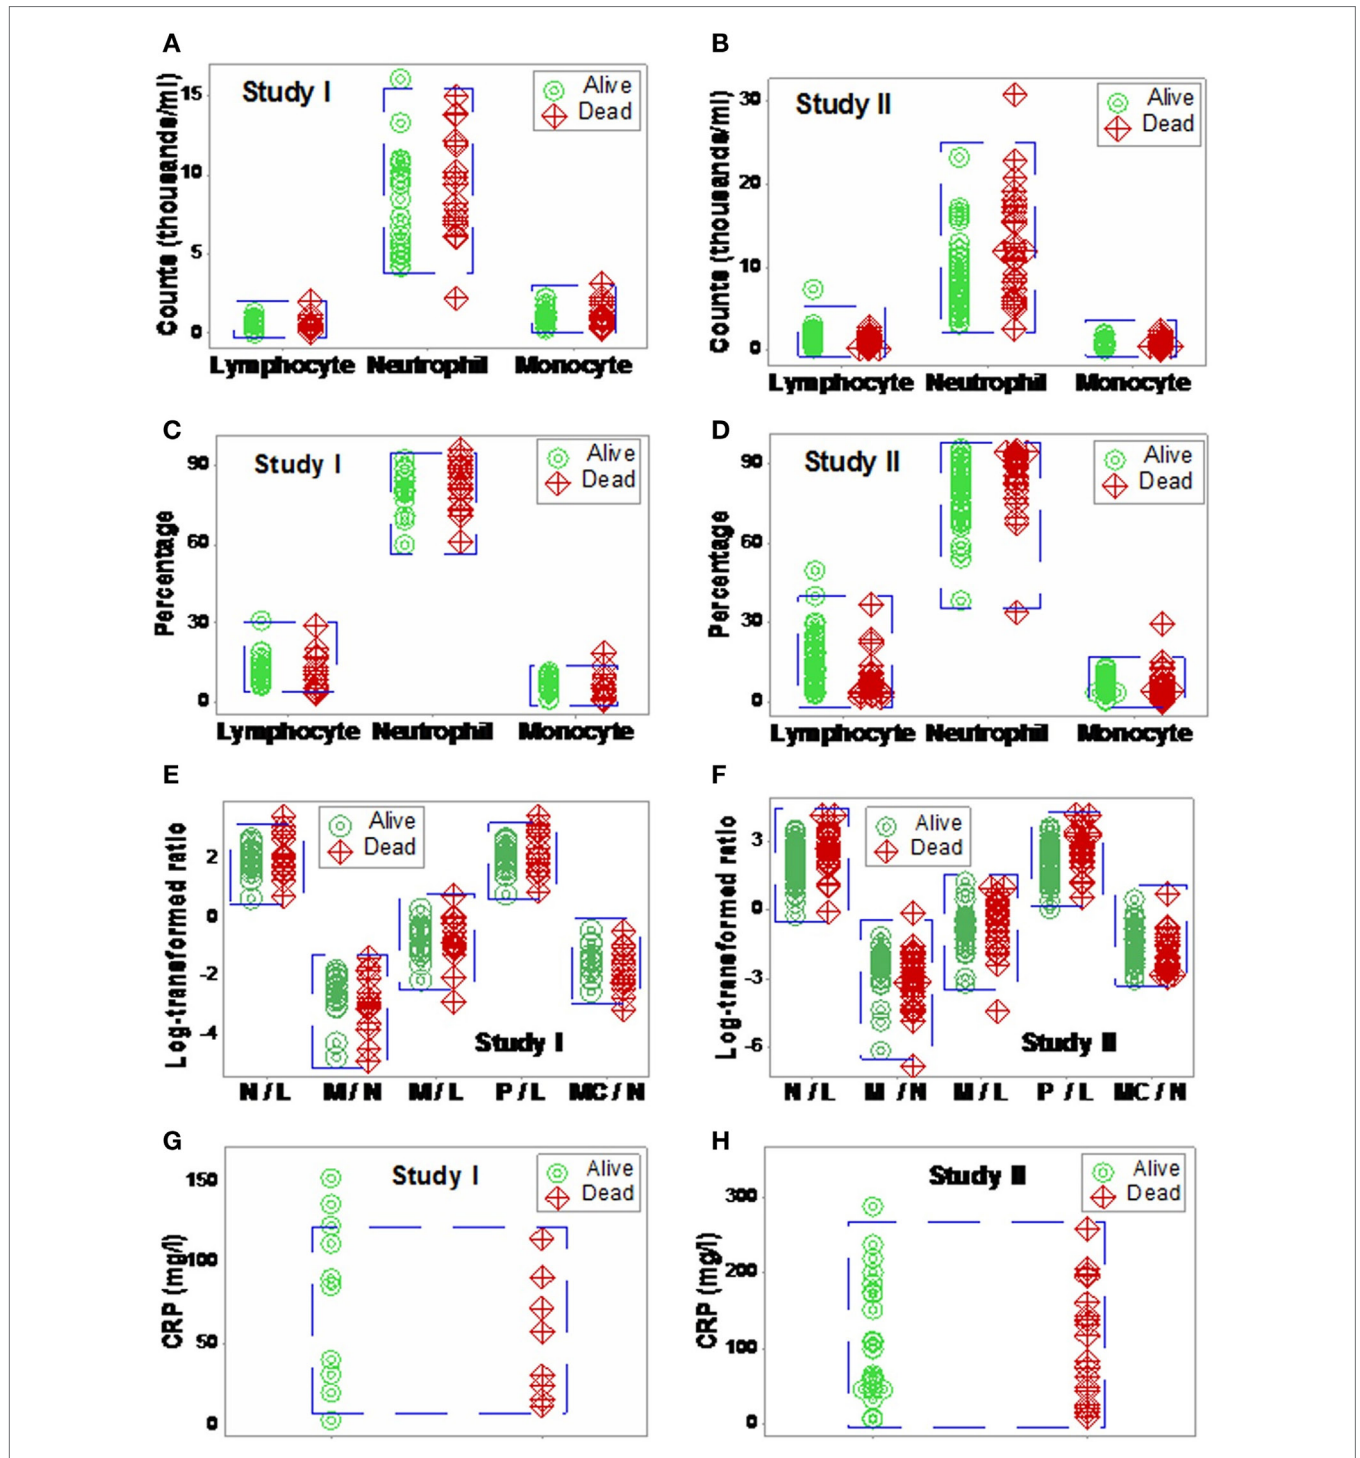 A
B
Study I
Alive
Dead
Counts (thousands/ml)
15
10
5
0
Lymphocyte Neutrophil Monocyte
Study II
Alive
Dead
Counts (thousands/ml)
30
20
10
0
Lymphocyte Neutrophil Monocyte
C
D
Study I
Alive
Dead
Percentage
90
60
30
0
Lymphocyte Neutrophil Monocyte
Study II
Alive
Dead
Percentage
90
60
30
0
Lymphocyte Neutrophil Monocyte
E
F
Alive
Dead
Log-transformed ratio
2
0
-2
-4
Study I
N / L M / N M / L P / L MC / N
Alive
Dead
Log-transformed ratio
3
0
-3
-6
Study II
N / L M / N M / L P / L MC / N
G
H
Study I
Alive
Dead
CRP (mg/l)
150
100
50
0
Study II
Alive
Dead
CRP (mg/l)
300
200
100
0